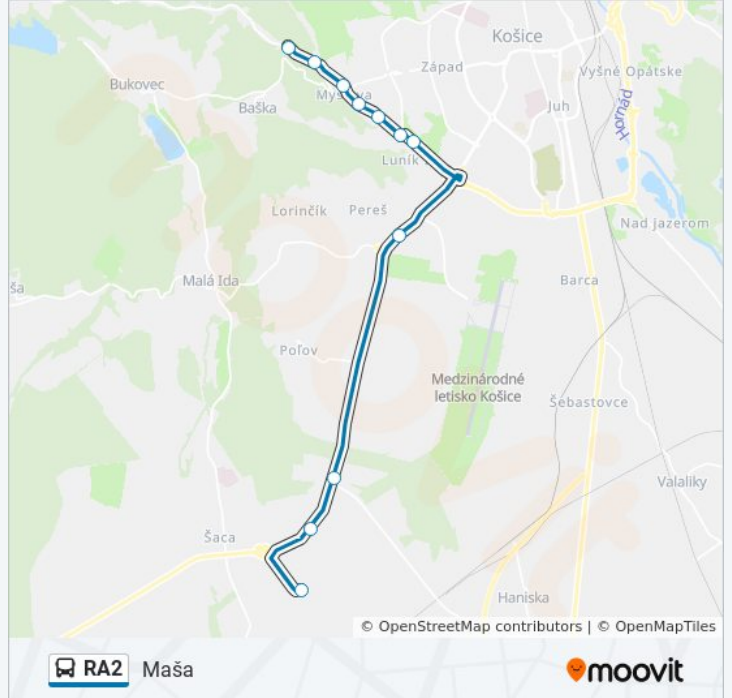 Košice
Západ
Vyšné Opátske
Bukovec
Baška
Juh
Hornád
Luník
Lorinčík
Pereš
Nad jazerom
Malá Ida
Barca
Poľov
Medzinárodné
letisko Košice
Šebastovce
Valaliky
Šaca
Haniska
© OpenStreetMap contributors | © OpenMapTiles
RA2 Maša
moovit